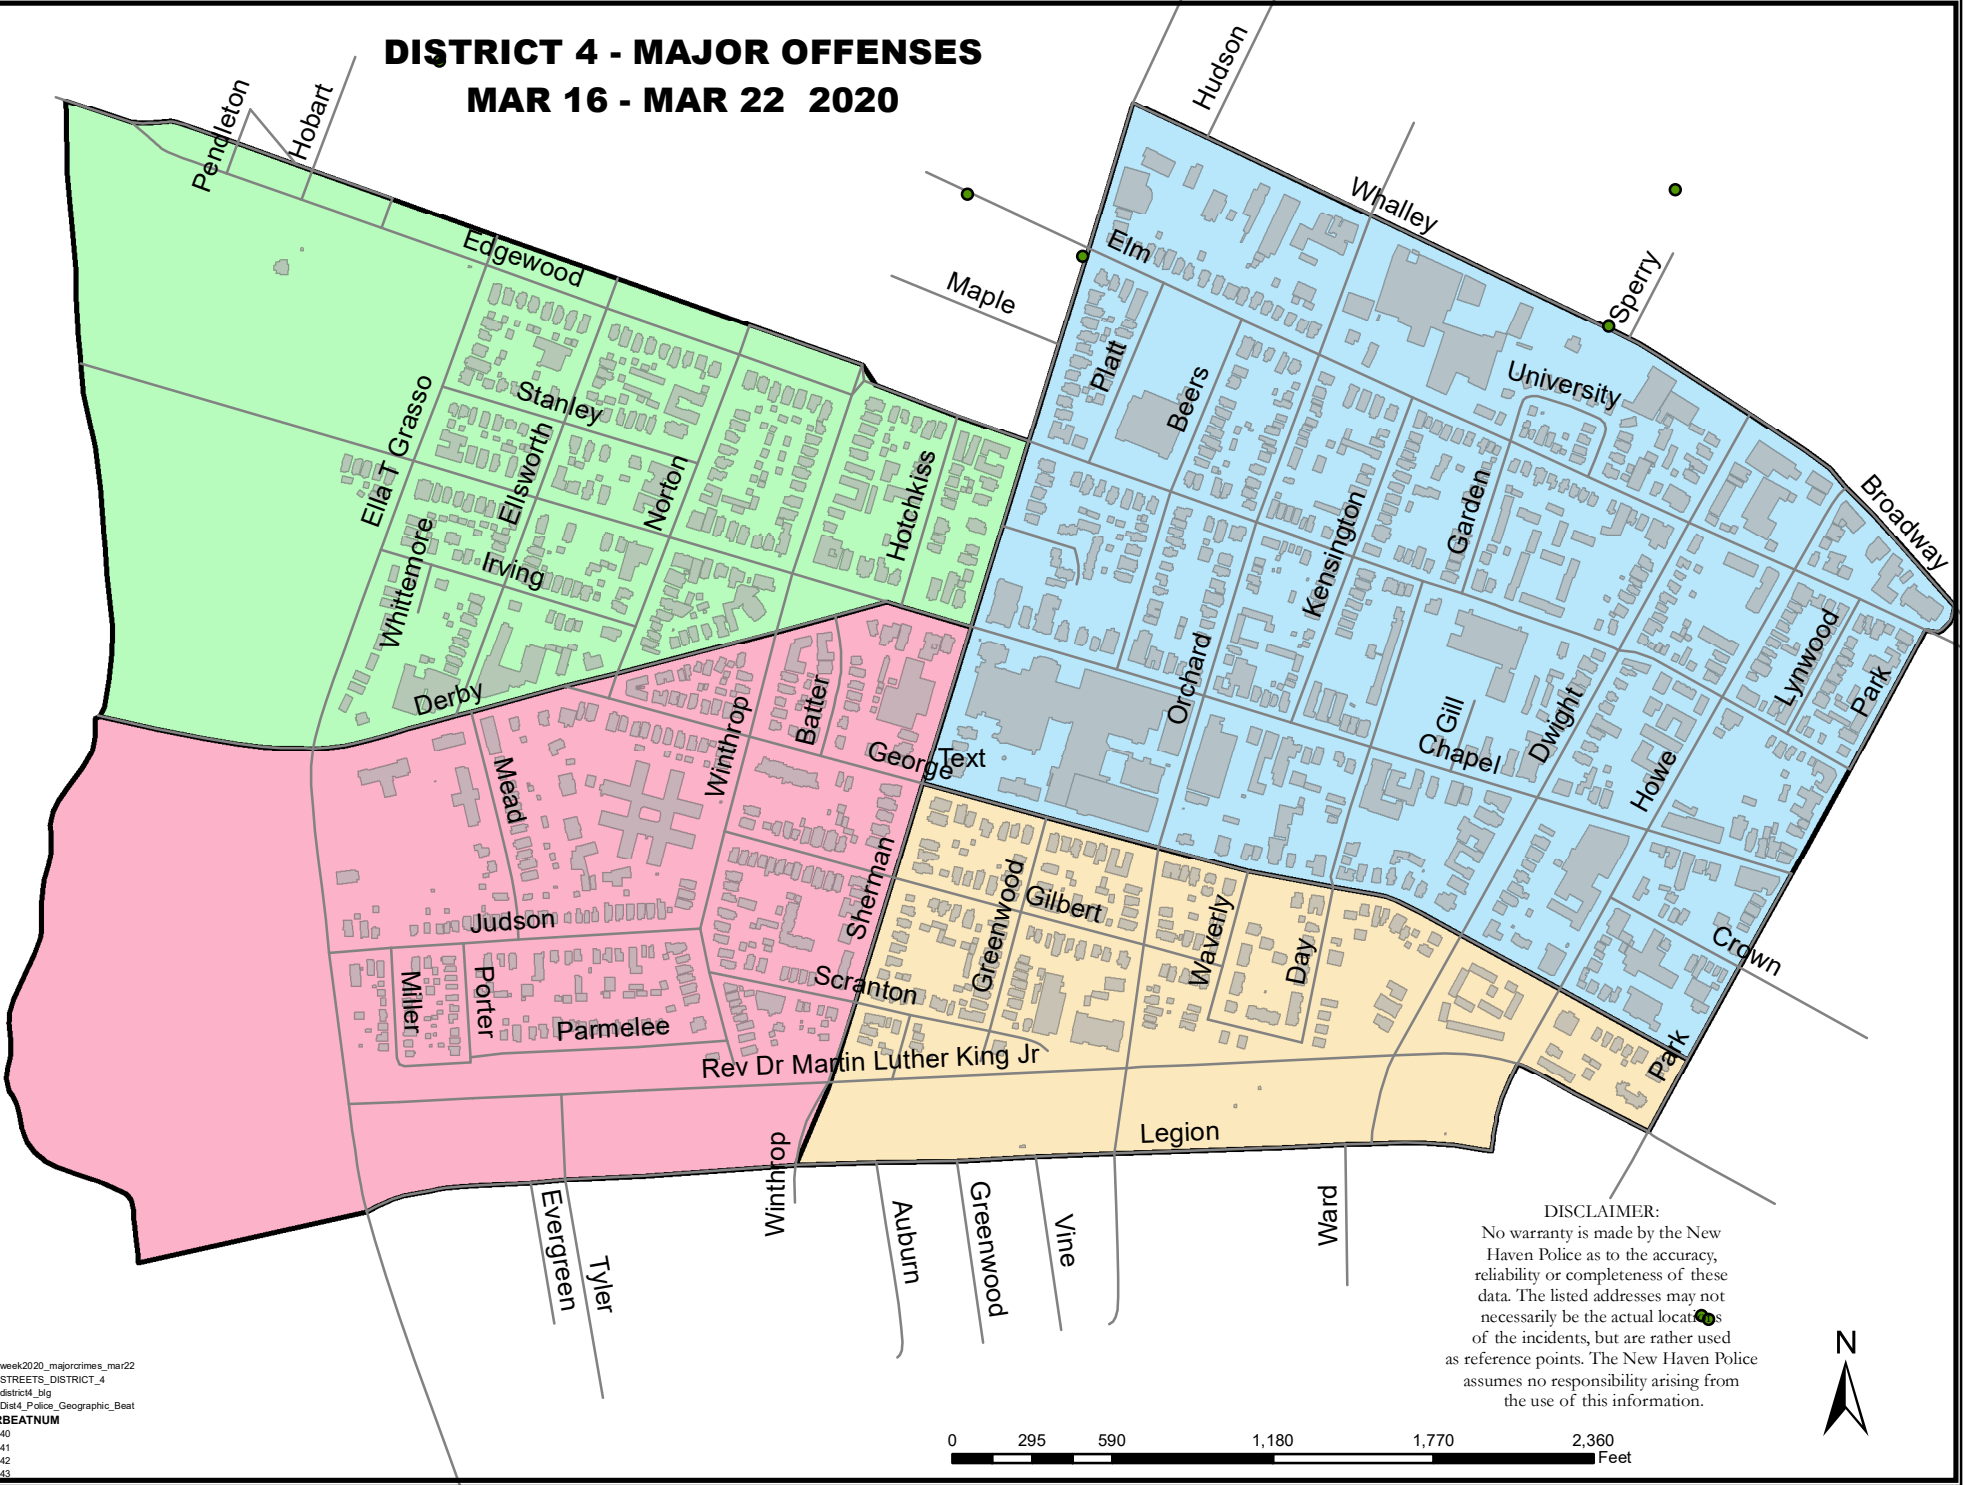 DISTRICT 4 - MAJOR OFFENSES
MAR 16 - MAR 22 2020
Hudson
Pendleton
Hobart
Whalley
Edgewood
Elm
Maple
Sperry
Platt
Beers
University
Stanley
Ella T Grasso
Ellsworth
Norton
Hotchkiss
Garden
Broadway
Kensington
Whittemore
Irving
Orchard
Lynwood
Park
Derby
Batter
Winthrop
Gill
Dwight
Chapel
George
Text
Howe
Mead
Sherman
Greenwood
Gilbert
Judson
Waverly
Day
Crown
Miller
Porter
Scranton
Parmelee
Park
Rev Dr Martin Luther King Jr
Legion
Winthrop
Evergreen
Tyler
Auburn
Greenwood
Vine
Ward
DISCLAIMER:
No warranty is made by the New
Haven Police as to the accuracy,
reliability or completeness of these
data. The listed addresses may not
necessarily be the actual locations
of the incidents, but are rather used
as reference points. The New Haven Police
assumes no responsibility arising from
the use of this information.
N
week2020_majorcrimes_mar22
STREETS_DISTRICT_4
district4_blg
Dist4_Police_Geographic_Beat
BEATNUM
40
41
42
43
0 295 590 1,180 1,770 2,360
Feet